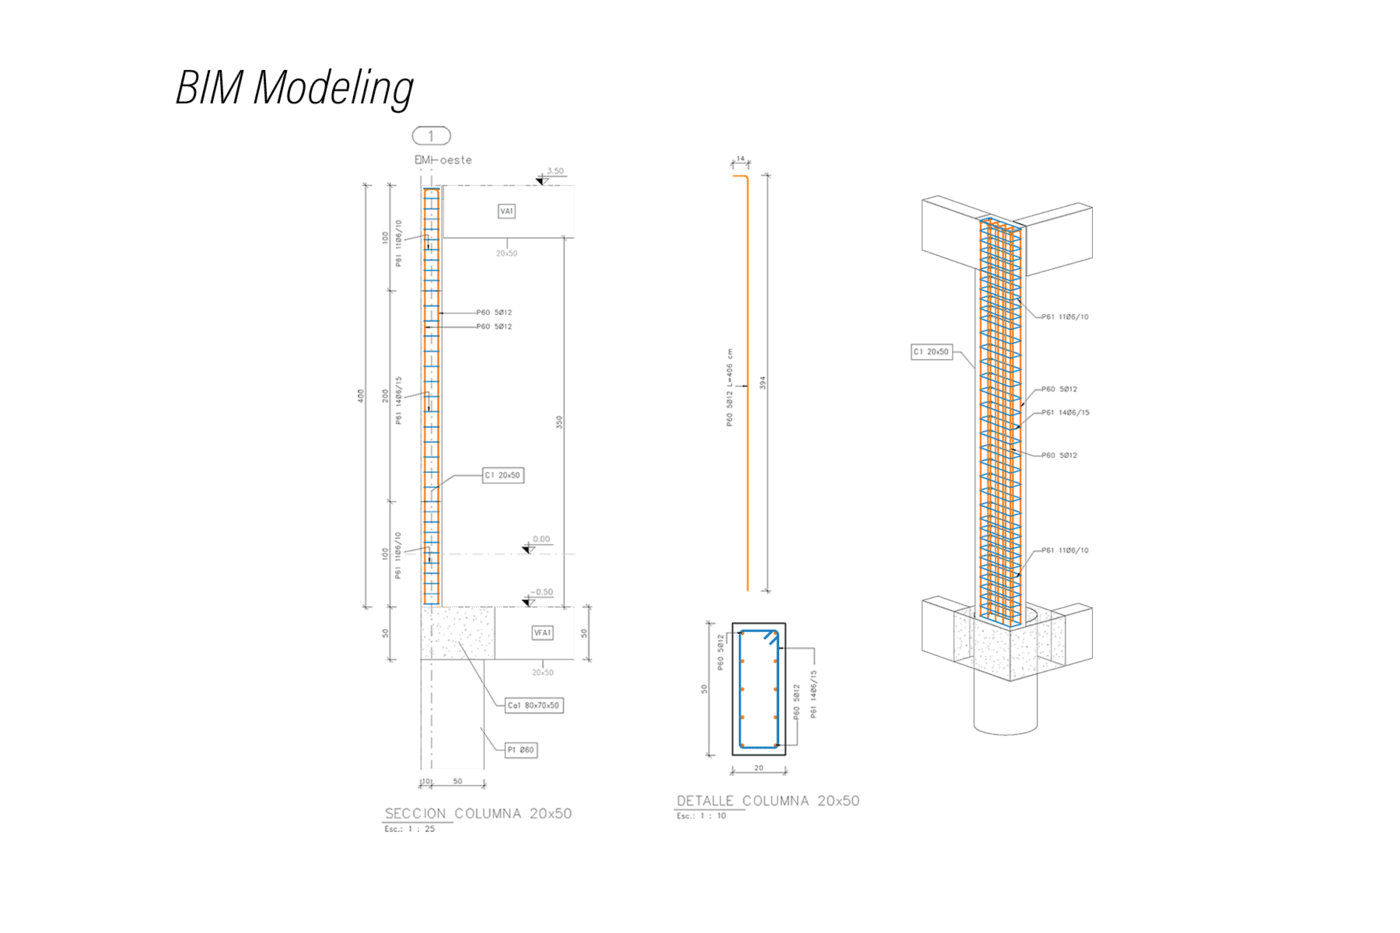 BIM Modeling
1
EM-oeste
3.50
VA1
20x50
100
P61 11Ø6/10
P60 5Ø12
P60 5Ø12
400
200
P61 14Ø6/15
350
C1 20x50
100
P61 11Ø6/10
0.00
-0.50
50
VFA1
50
20x50
Ca1 80x70x50
P1 Ø60
10
50
SECCION COLUMNA 20x50
Esc.: 1 : 25
14
P60 5Ø12 L=406 cm
394
P60 5Ø12
50
P60 5Ø12
P61 14Ø6/15
20
DETALLE COLUMNA 20x50
Esc.: 1 : 10
P61 11Ø6/10
C1 20x50
P60 5Ø12
P61 14Ø6/15
P60 5Ø12
P61 11Ø6/10